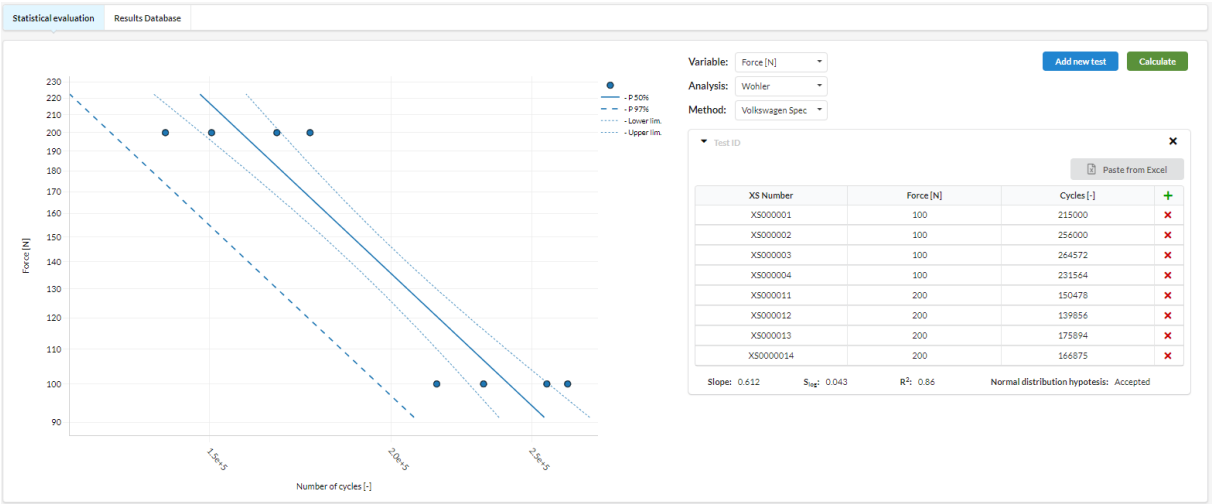 Statistical evaluation Results Database
Variable: Force [N] Add new test Calculate
Analysis: Wohler
Method: Volkswagen Spec
230
220
210
200
190
180
170
160
150
140
130
120
110
100
90
Force [N]
1.5e+5 2.0e+5 2.5e+5
Number of cycles [-]
- P 50%
- P 97%
- Lower lim.
- Upper lim.
Test ID
Paste from Excel
XS Number Force [N] Cycles [-]
XS000001 100 215000
XS000002 100 256000
XS000003 100 264572
XS000004 100 231564
XS000011 200 150478
XS000012 200 139856
XS000013 200 175894
XS0000014 200 166875
Slope: 0.612 Slog: 0.043 R²: 0.86 Normal distribution hypotesis: Accepted